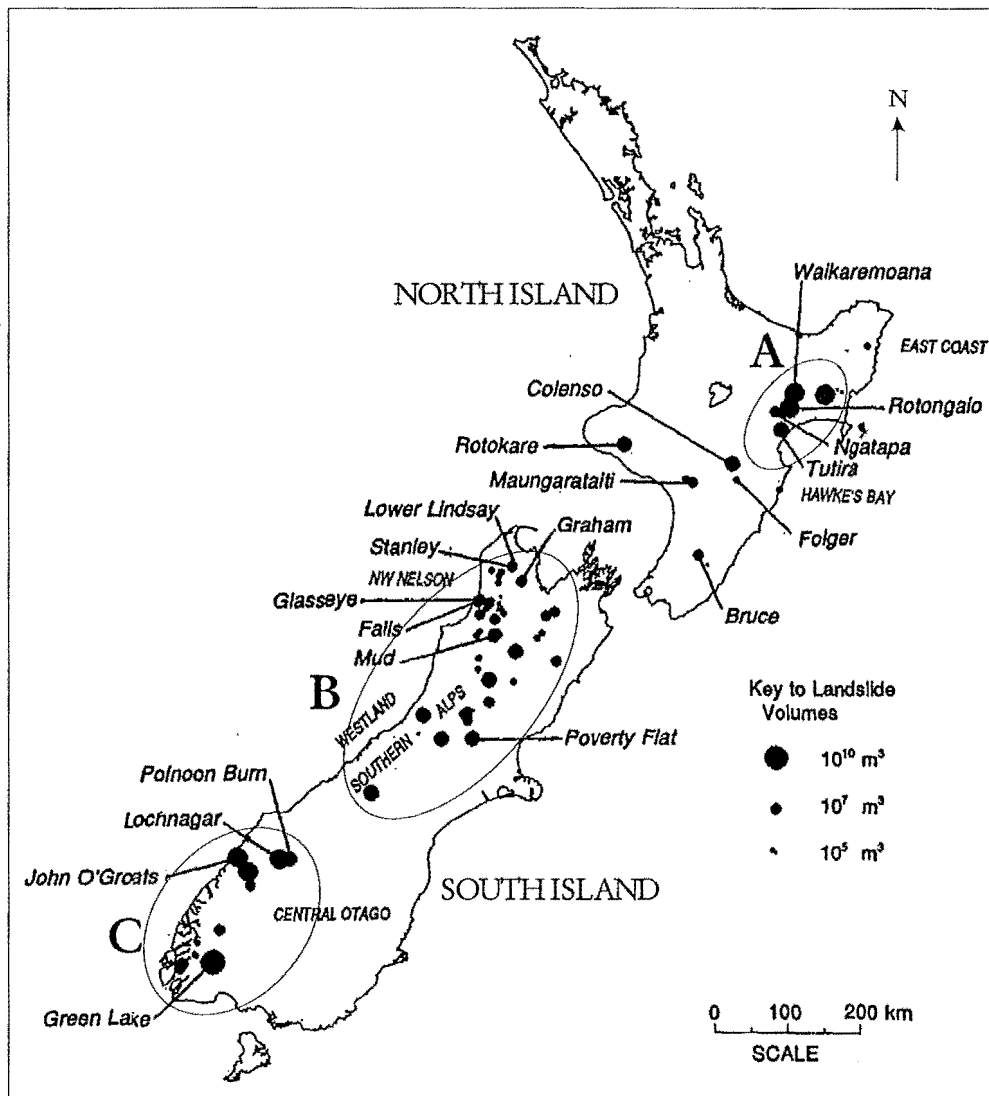 N
NORTH ISLAND
Waikaremoana
A
EAST COAST
Colenso
Rotongaio
Ngatapa
Rotokare
Tutira
Maungarataiti
HAWKE'S BAY
Lower Lindsay
Graham
Stanley
Folger
NW NELSON
Glasseye
Falls
Bruce
Mud
B
WESTLAND
SOUTHERN ALPS
Poverty Flat
Key to Landslide
Volumes
10¹⁰ m³
10⁷ m³
10⁵ m³
Polnoon Burn
Lochnagar
John O'Groats
SOUTH ISLAND
CENTRAL OTAGO
C
Green Lake
0 100 200 km
SCALE